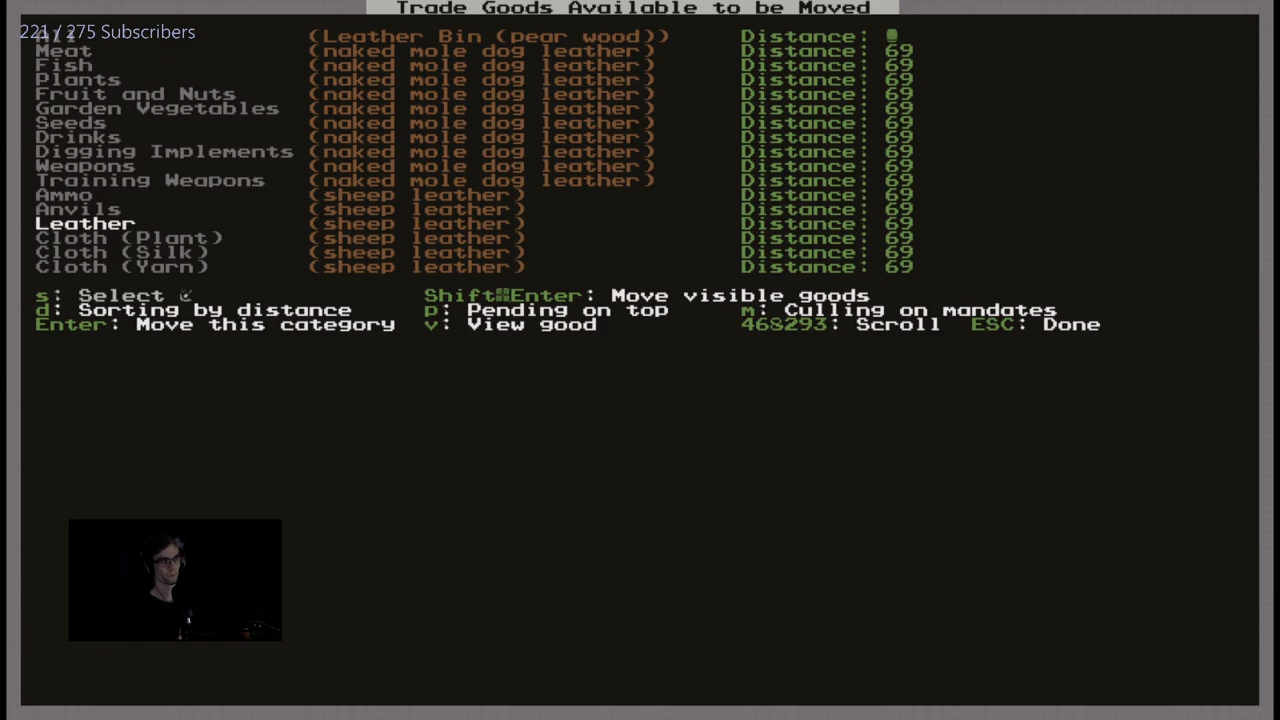 Trade Goods Available to be Moved
221 / 275 Subscribers
(Leather Bin (pear wood)) Distance:
Meat (naked mole dog leather) Distance: 69
Fish (naked mole dog leather) Distance: 69
Plants (naked mole dog leather) Distance: 69
Fruit and Nuts (naked mole dog leather) Distance: 69
Garden Vegetables (naked mole dog leather) Distance: 69
Seeds (naked mole dog leather) Distance: 69
Drinks (naked mole dog leather) Distance: 69
Digging Implements (naked mole dog leather) Distance: 69
Weapons (naked mole dog leather) Distance: 69
Training Weapons (naked mole dog leather) Distance: 69
Ammo (sheep leather) Distance: 69
Anvils (sheep leather) Distance: 69
Leather (sheep leather) Distance: 69
Cloth (Plant) (sheep leather) Distance: 69
Cloth (Silk) (sheep leather) Distance: 69
Cloth (Yarn) (sheep leather) Distance: 69
s: Select Shift Enter: Move visible goods
d: Sorting by distance p: Pending on top m: Culling on mandates
Enter: Move this category v: View good 468293: Scroll ESC: Done